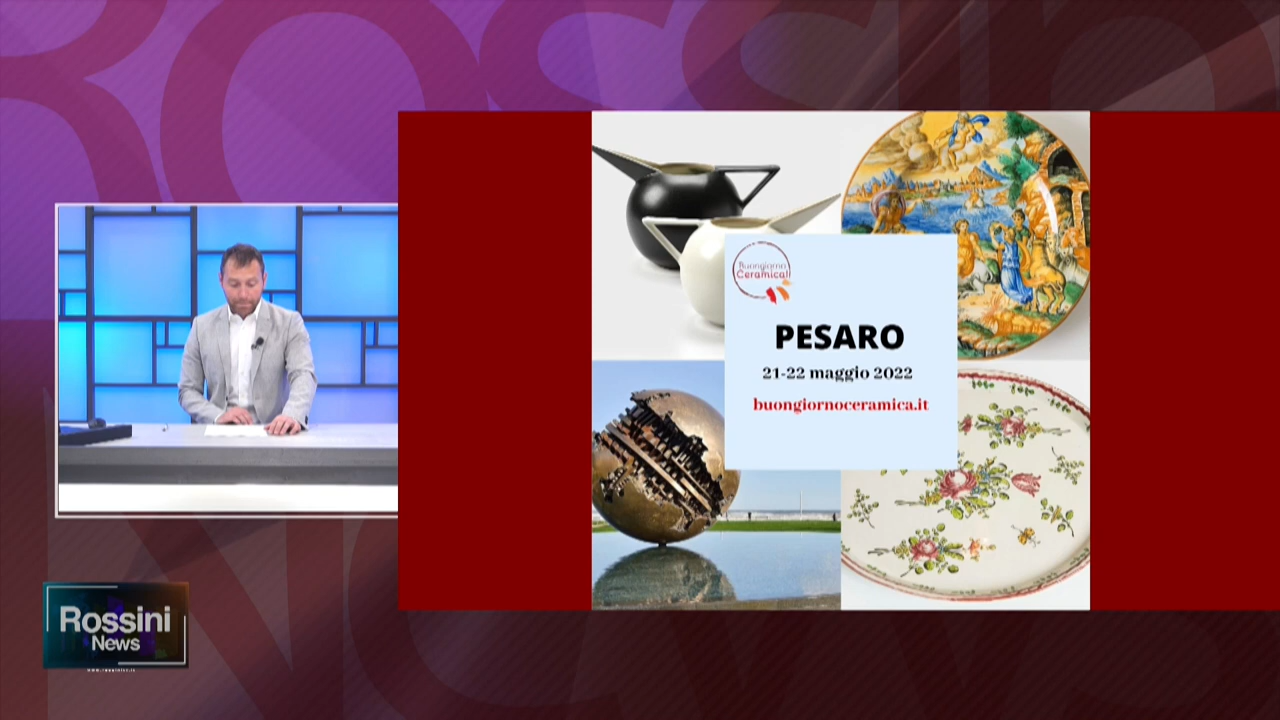 Buongiorno
Ceramica!
PESARO
21-22 maggio 2022
buongiornoceramica.it
Rossini
News